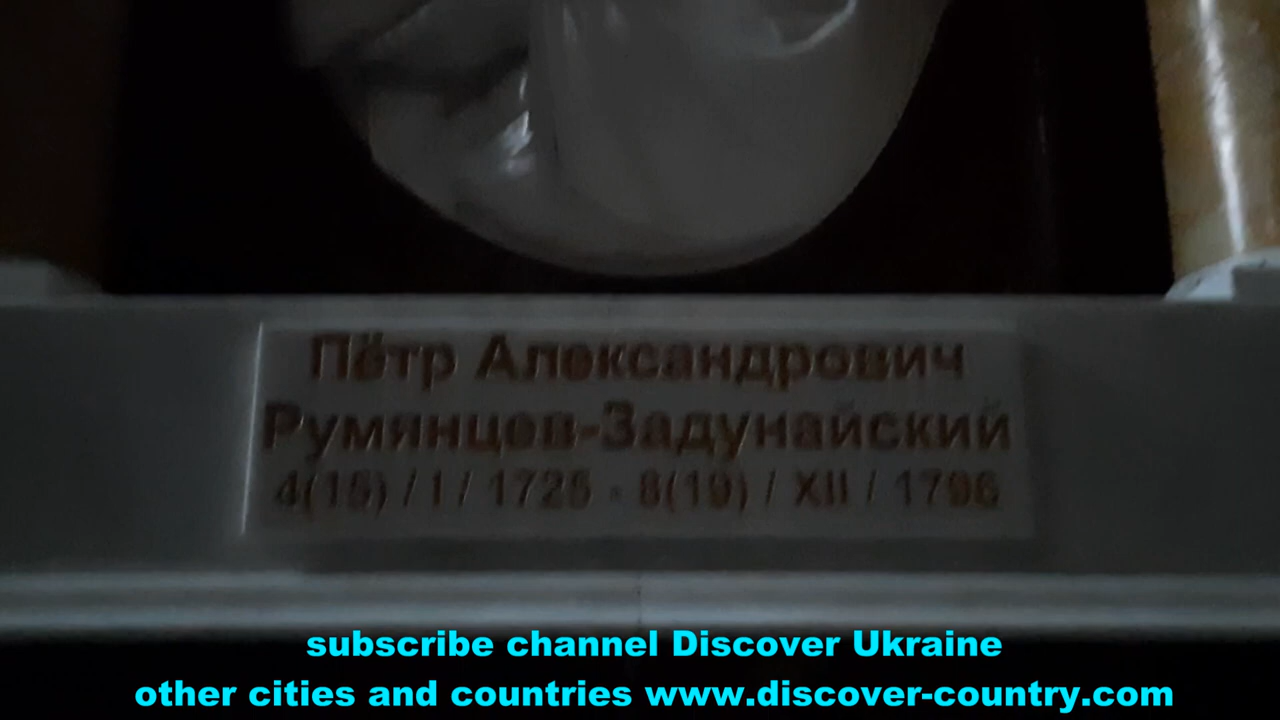 Пётр Александрович
Румянцев-Задунайский
4(15) / I / 1725 - 8(19) / XII / 1796
subscribe channel Discover Ukraine
other cities and countries www.discover-country.com